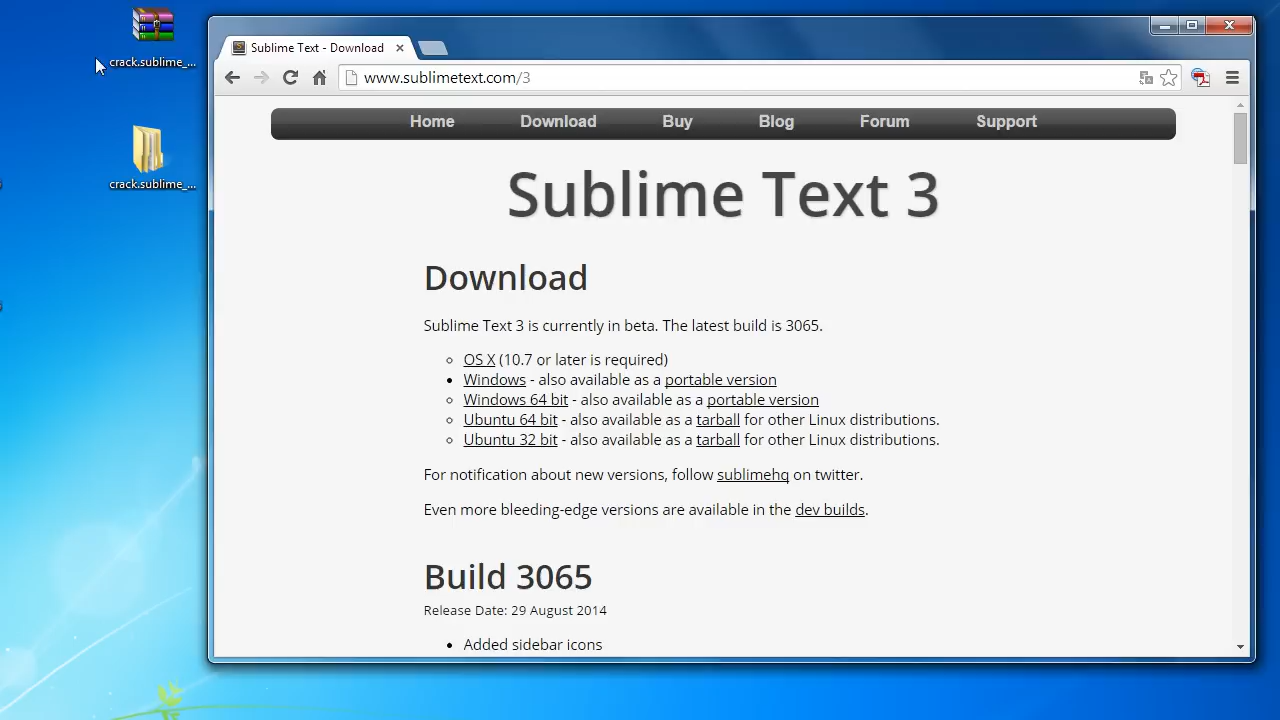 crack.sublime_...
crack.sublime_...
Sublime Text - Download
www.sublimetext.com/3
Home Download Buy Blog Forum Support
Sublime Text 3
Download
Sublime Text 3 is currently in beta. The latest build is 3065.
OS X (10.7 or later is required)
Windows - also available as a portable version
Windows 64 bit - also available as a portable version
Ubuntu 64 bit - also available as a tarball for other Linux distributions.
Ubuntu 32 bit - also available as a tarball for other Linux distributions.
For notification about new versions, follow sublimehq on twitter.
Even more bleeding-edge versions are available in the dev builds.
Build 3065
Release Date: 29 August 2014
Added sidebar icons